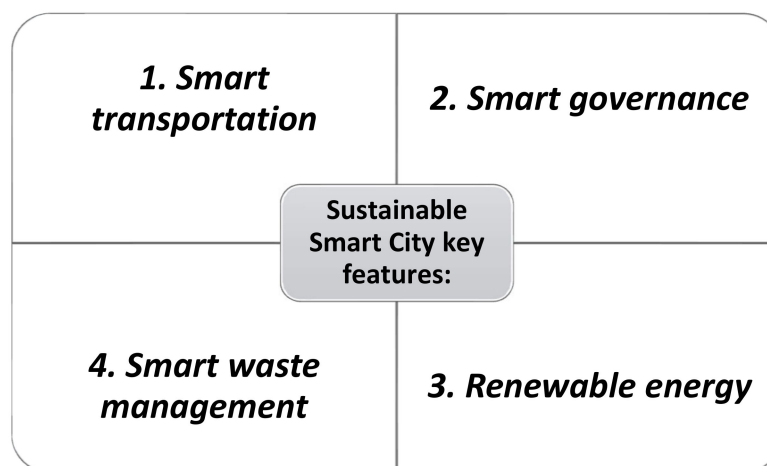 1. Smart
transportation
2. Smart governance
Sustainable
Smart City key
features:
4. Smart waste
management
3. Renewable energy